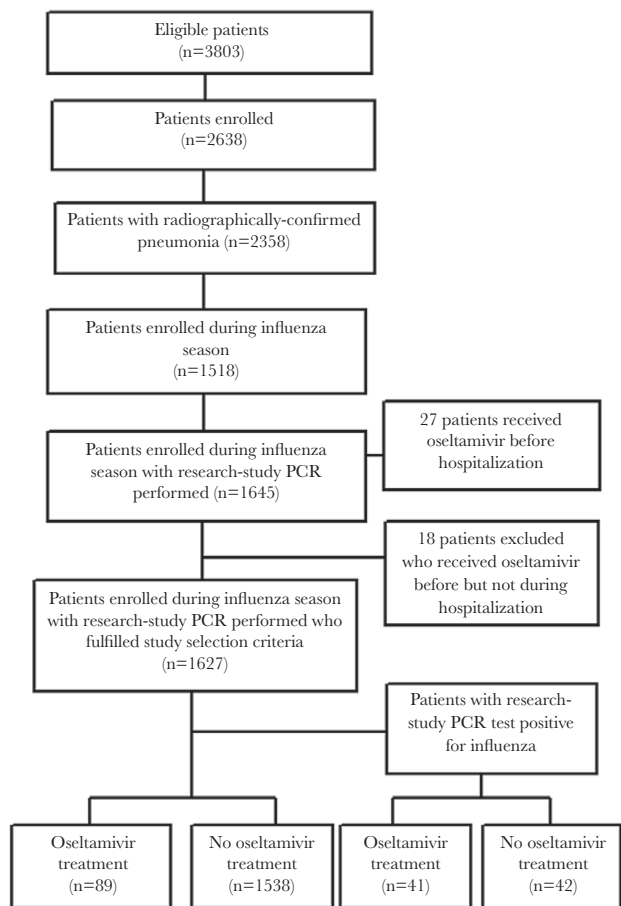 Eligible patients
(n=3803)
Patients enrolled
(n=2638)
Patients with radiographically-confirmed
pneumonia (n=2358)
Patients enrolled during influenza
season
(n=1518)
Patients enrolled during influenza
season with research-study PCR
performed (n=1645)
27 patients received
oseltamivir before
hospitalization
18 patients excluded
who received oseltamivir
before but not during
hospitalization
Patients enrolled during influenza season
with research-study PCR performed who
fulfilled study selection criteria
(n=1627)
Patients with research-
study PCR test positive
for influenza
Oseltamivir
treatment
(n=89)
No oseltamivir
treatment
(n=1538)
Oseltamivir
treatment
(n=41)
No oseltamivir
treatment
(n=42)